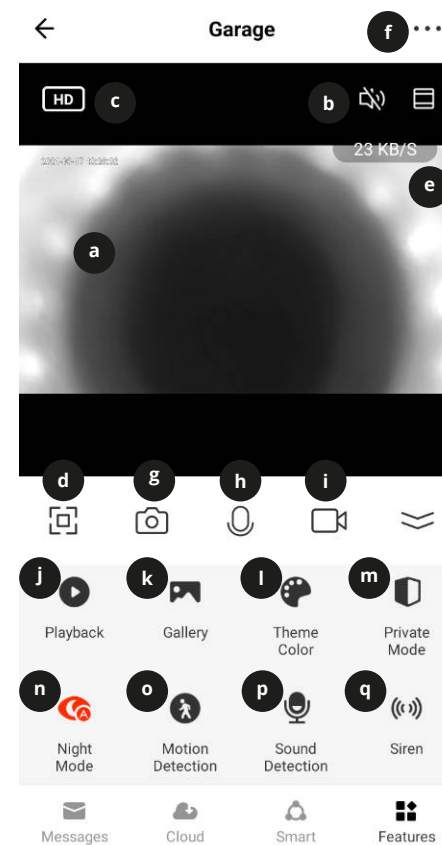 Garage
f
HD
c
b
23 KB/S
e
a
d
g
h
i
j
k
l
m
Playback
Gallery
Theme
Color
Private
Mode
n
o
p
q
A
Night
Mode
Motion
Detection
Sound
Detection
Siren
Messages
Cloud
Smart
Features